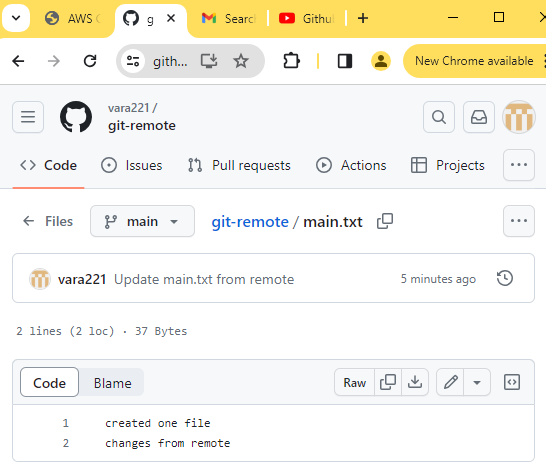 AWS C
g
Searc
Githu
gith...
New Chrome available
vara221 /
git-remote
Code
Issues
Pull requests
Actions
Projects
Files
main
git-remote / main.txt
vara221 Update main.txt from remote
5 minutes ago
2 lines (2 loc) · 37 Bytes
Code
Blame
Raw
1 created one file
2 changes from remote